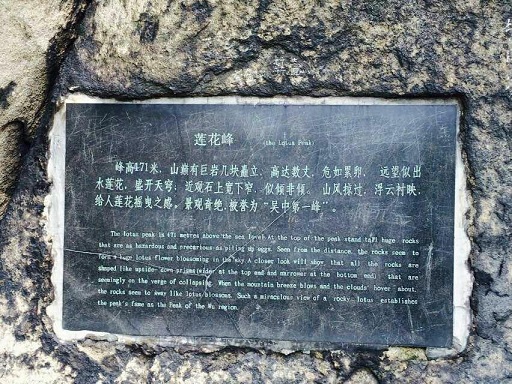 莲花峰 (the Lotus Peak)
峰高471米，山巅有巨岩几块矗立，高达数丈，危如累卵， 远望似出
水莲花，盛开天穹；近观石上宽下窄，似倾非倾。 山风掠过，浮云衬映，
给人莲花摇曳之感。景观奇绝，被誉为“吴中第一峰”。
The lotus peak is 471 metres above the sea level. At the top of the peak stand tall huge rocks
that are as hazardous and precarious as piling up eggs. Seen from the distance, the rocks seem to
form a huge lotus flower blossoming in the sky. A closer look will show that all the rocks are
shaped like upside-down prisms(wider at the top end and narrower at the bottom end) that are
seemingly on the verge of collapsing. When the mountain breeze blows and the clouds hover about,
the rocks seem to sway like lotus blossoms. Such a miraculous view of a rocky lotus establishes
the peak's fame as the Peak of the Wu region.